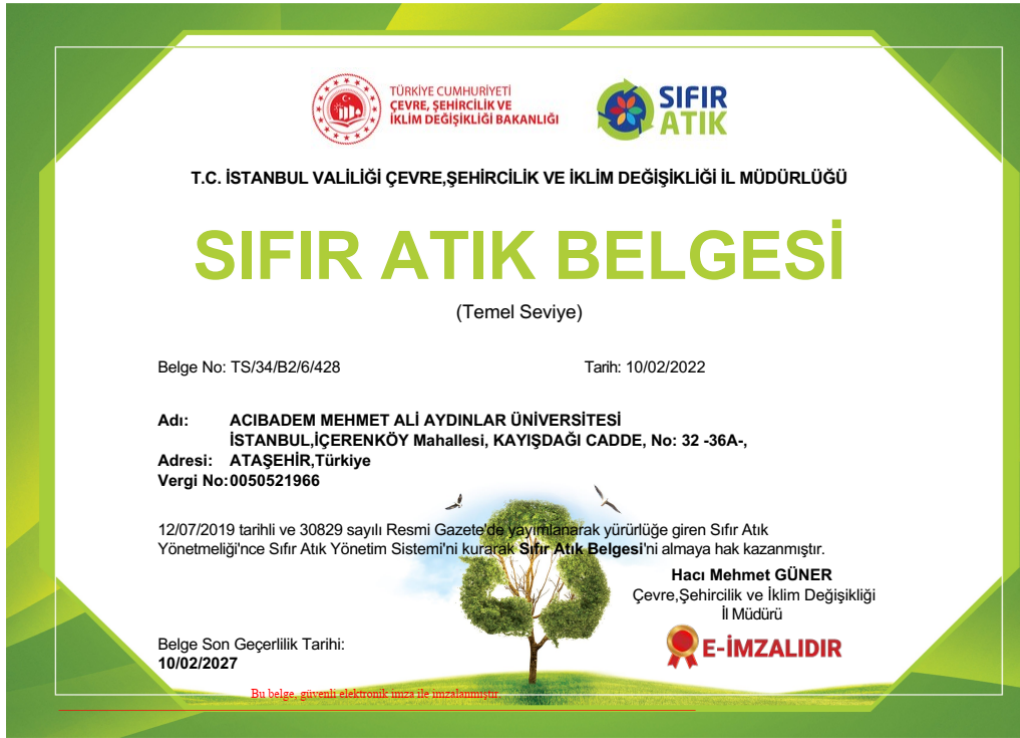 TÜRKİYE CUMHURİYETİ
ÇEVRE, ŞEHİRCİLİK VE
İKLİM DEĞİŞİKLİĞİ BAKANLIĞI
SIFIR
ATIK
T.C. İSTANBUL VALİLİĞİ ÇEVRE,ŞEHİRCİLİK VE İKLİM DEĞİŞİKLİĞİ İL MÜDÜRLÜĞÜ
SIFIR ATIK BELGESİ
(Temel Seviye)
Belge No: TS/34/B2/6/428 Tarih: 10/02/2022
Adı: ACIBADEM MEHMET ALİ AYDINLAR ÜNİVERSİTESİ
İSTANBUL,İÇERENKÖY Mahallesi, KAYIŞDAĞI CADDE, No: 32 -36A-,
Adresi: ATAŞEHİR,Türkiye
Vergi No:0050521966
12/07/2019 tarihli ve 30829 sayılı Resmi Gazete'de yayımlanarak yürürlüğe giren Sıfır Atık
Yönetmeliği'nce Sıfır Atık Yönetim Sistemi'ni kurarak Sıfır Atık Belgesi'ni almaya hak kazanmıştır.
Hacı Mehmet GÜNER
Çevre,Şehircilik ve İklim Değişikliği
İl Müdürü
E-İMZALIDIR
Belge Son Geçerlilik Tarihi:
10/02/2027
Bu belge, güvenli elektronik imza ile imzalanmıştır.